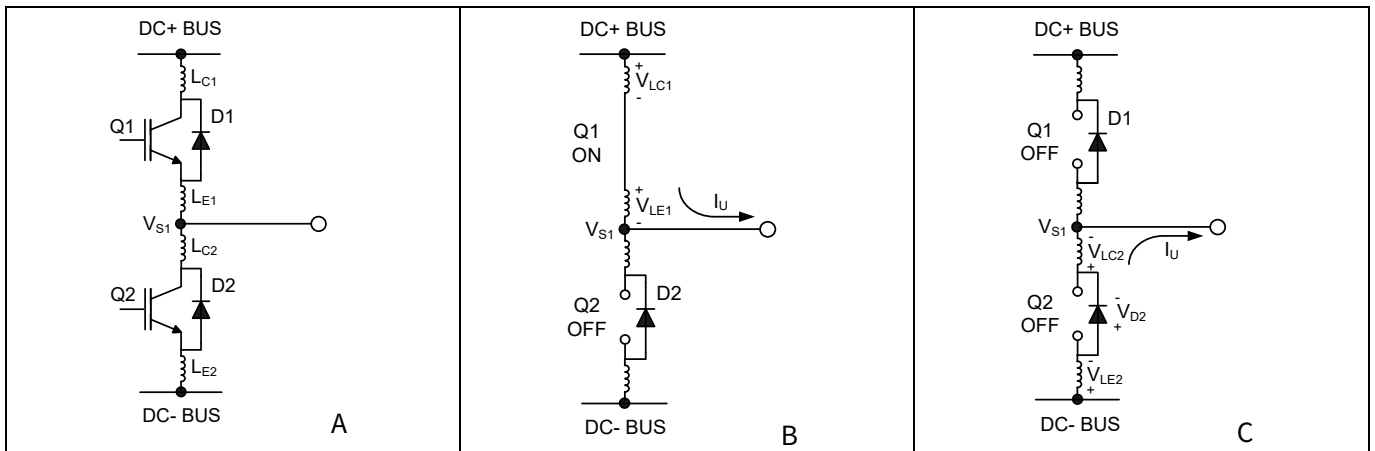 DC+ BUS
LC1
D1
Q1
LE1
VS1
LC2
Q2
D2
LE2
DC- BUS
A
DC+ BUS
+
VLC1
-
Q1
ON
+
VLE1
-
IU
VS1
D2
Q2
OFF
DC- BUS
B
DC+ BUS
D1
Q1
OFF
VS1
-
VLC2
+
IU
Q2
OFF
-
VD2
+
-
VLE2
+
DC- BUS
C